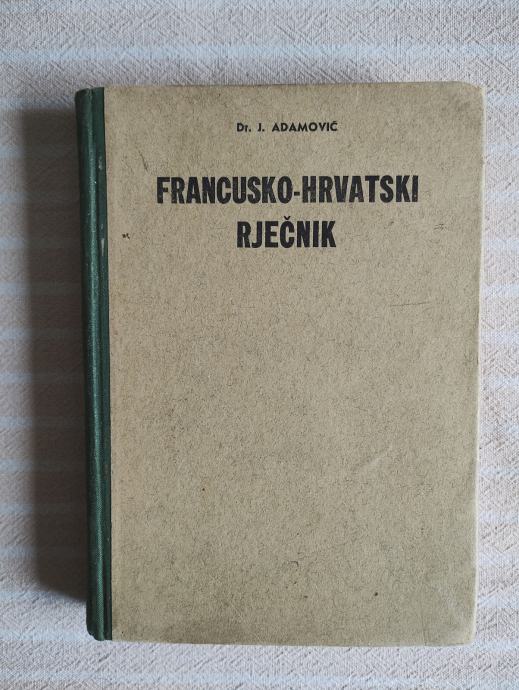 Dr. J. ADAMOVIĆ
FRANCUSKO-HRVATSKI
RJEČNIK